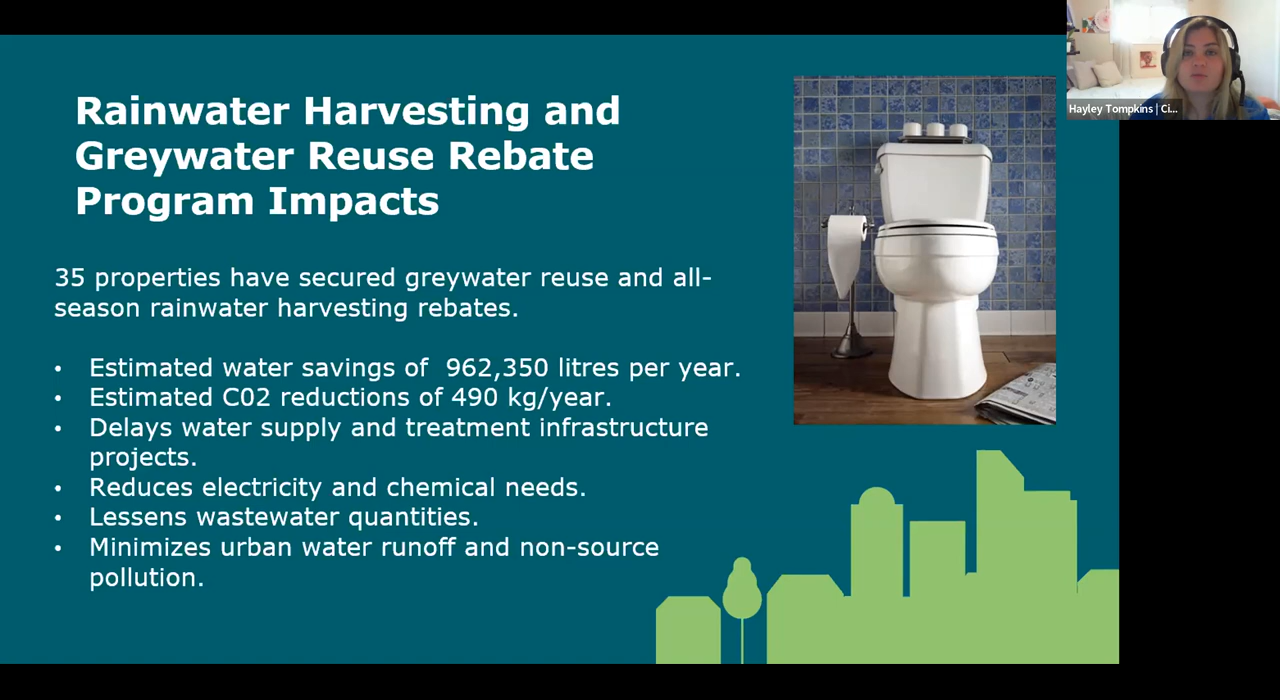 Rainwater Harvesting and
Greywater Reuse Rebate
Program Impacts
35 properties have secured greywater reuse and all-
season rainwater harvesting rebates.
• Estimated water savings of  962,350 litres per year.
• Estimated C02 reductions of 490 kg/year.
• Delays water supply and treatment infrastructure
projects.
• Reduces electricity and chemical needs.
• Lessens wastewater quantities.
• Minimizes urban water runoff and non-source
pollution.
Hayley Tompkins | Ci...